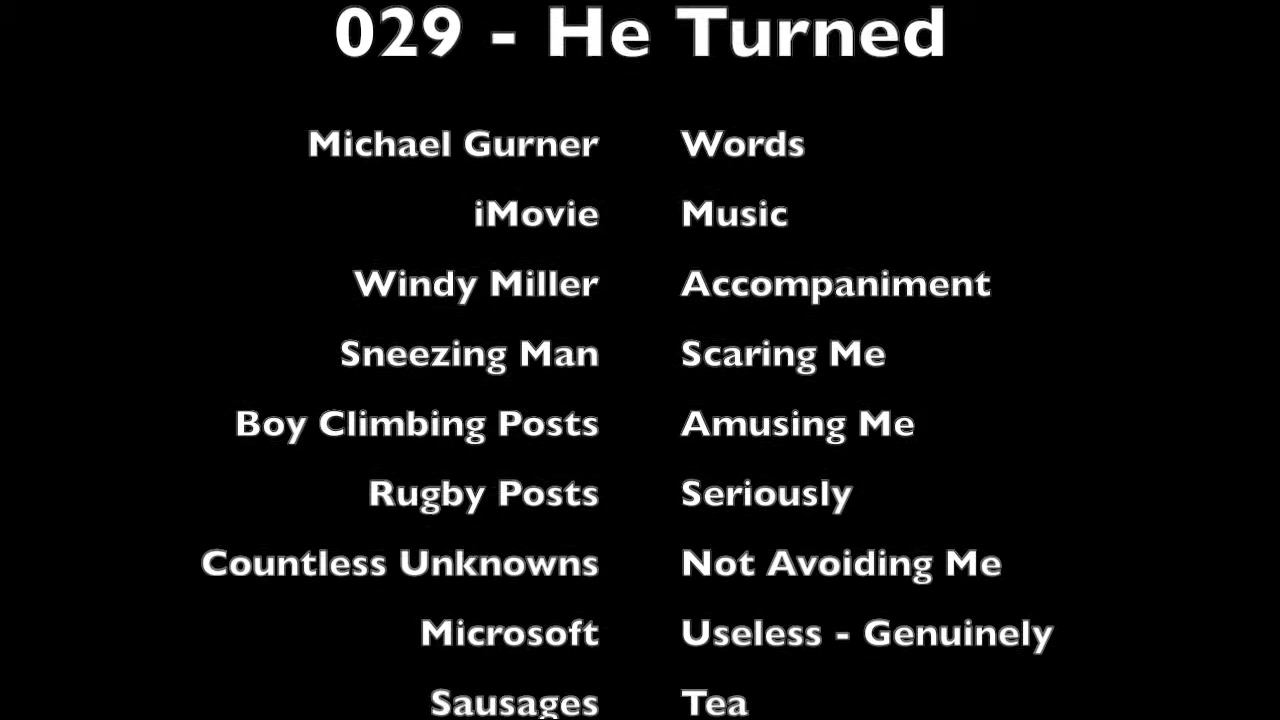 029 - He Turned
Michael Gurner Words
iMovie Music
Windy Miller Accompaniment
Sneezing Man Scaring Me
Boy Climbing Posts Amusing Me
Rugby Posts Seriously
Countless Unknowns Not Avoiding Me
Microsoft Useless - Genuinely
Sausages Tea